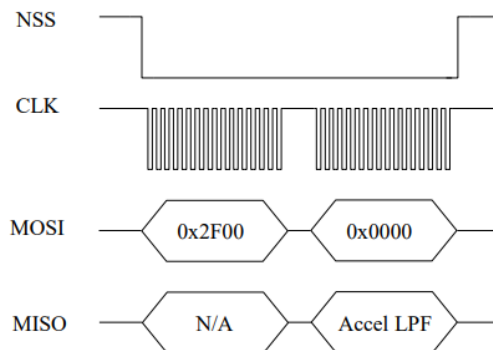 NSS
CLK
MOSI 0x2F00 0x0000
MISO N/A Accel LPF